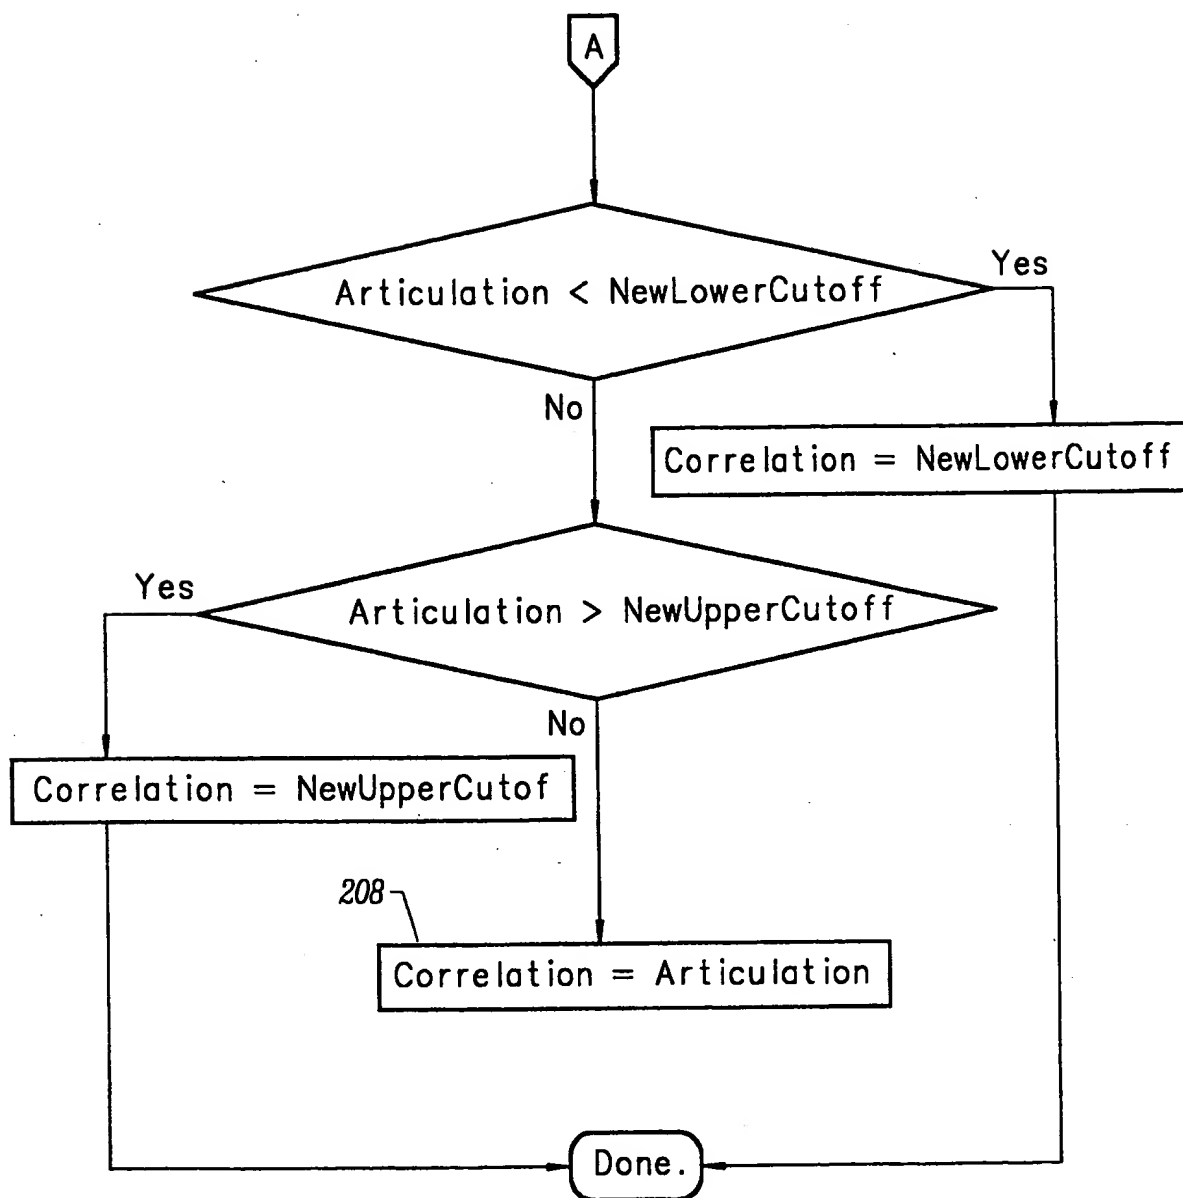 A
Articulation < NewLowerCutoff
Yes
No
Correlation = NewLowerCutoff
Yes
Articulation > NewUpperCutoff
No
Correlation = NewUpperCutof
208
Correlation = Articulation
Done.